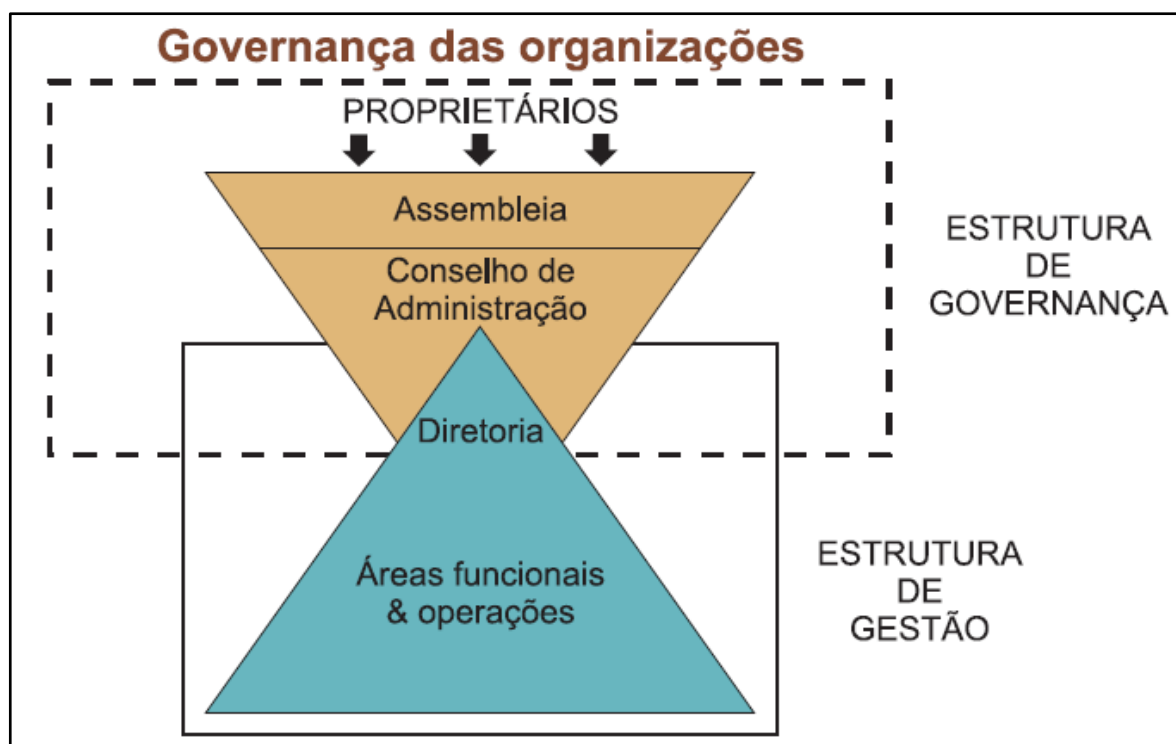 Governança das organizações
PROPRIETÁRIOS
Assembleia
Conselho de
Administração
ESTRUTURA
DE
GOVERNANÇA
Diretoria
Áreas funcionais
& operações
ESTRUTURA
DE
GESTÃO